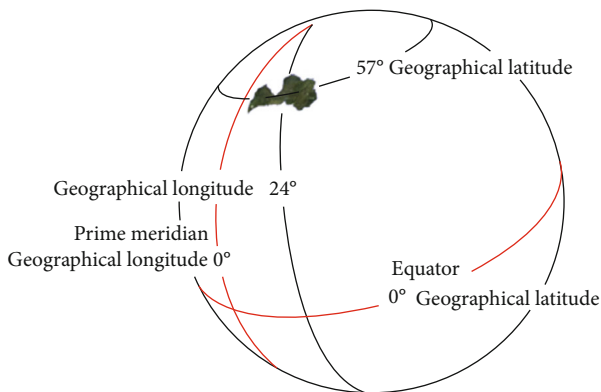 57° Geographical latitude
Geographical longitude 24°
Prime meridian
Geographical longitude 0°
Equator
0° Geographical latitude